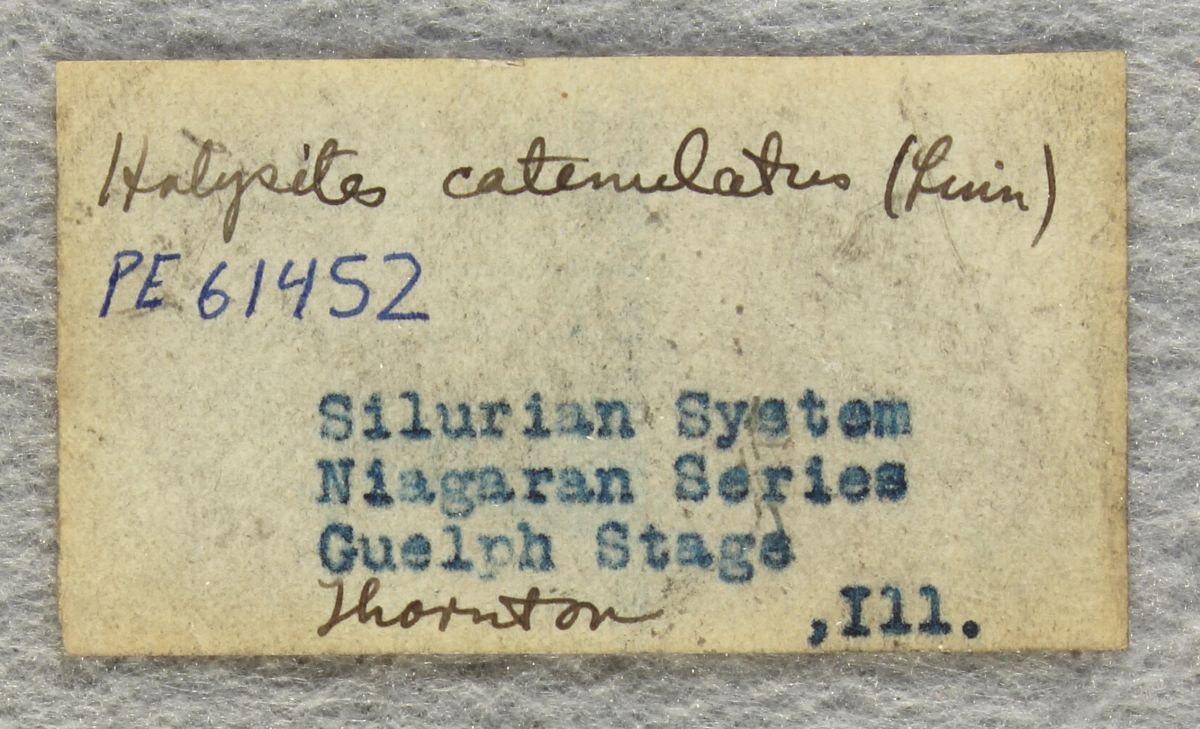 Halysites catenulatus (Linn)
PE 61452
Silurian System
Niagaran Series
Guelph Stage
Thornton ,Ill.